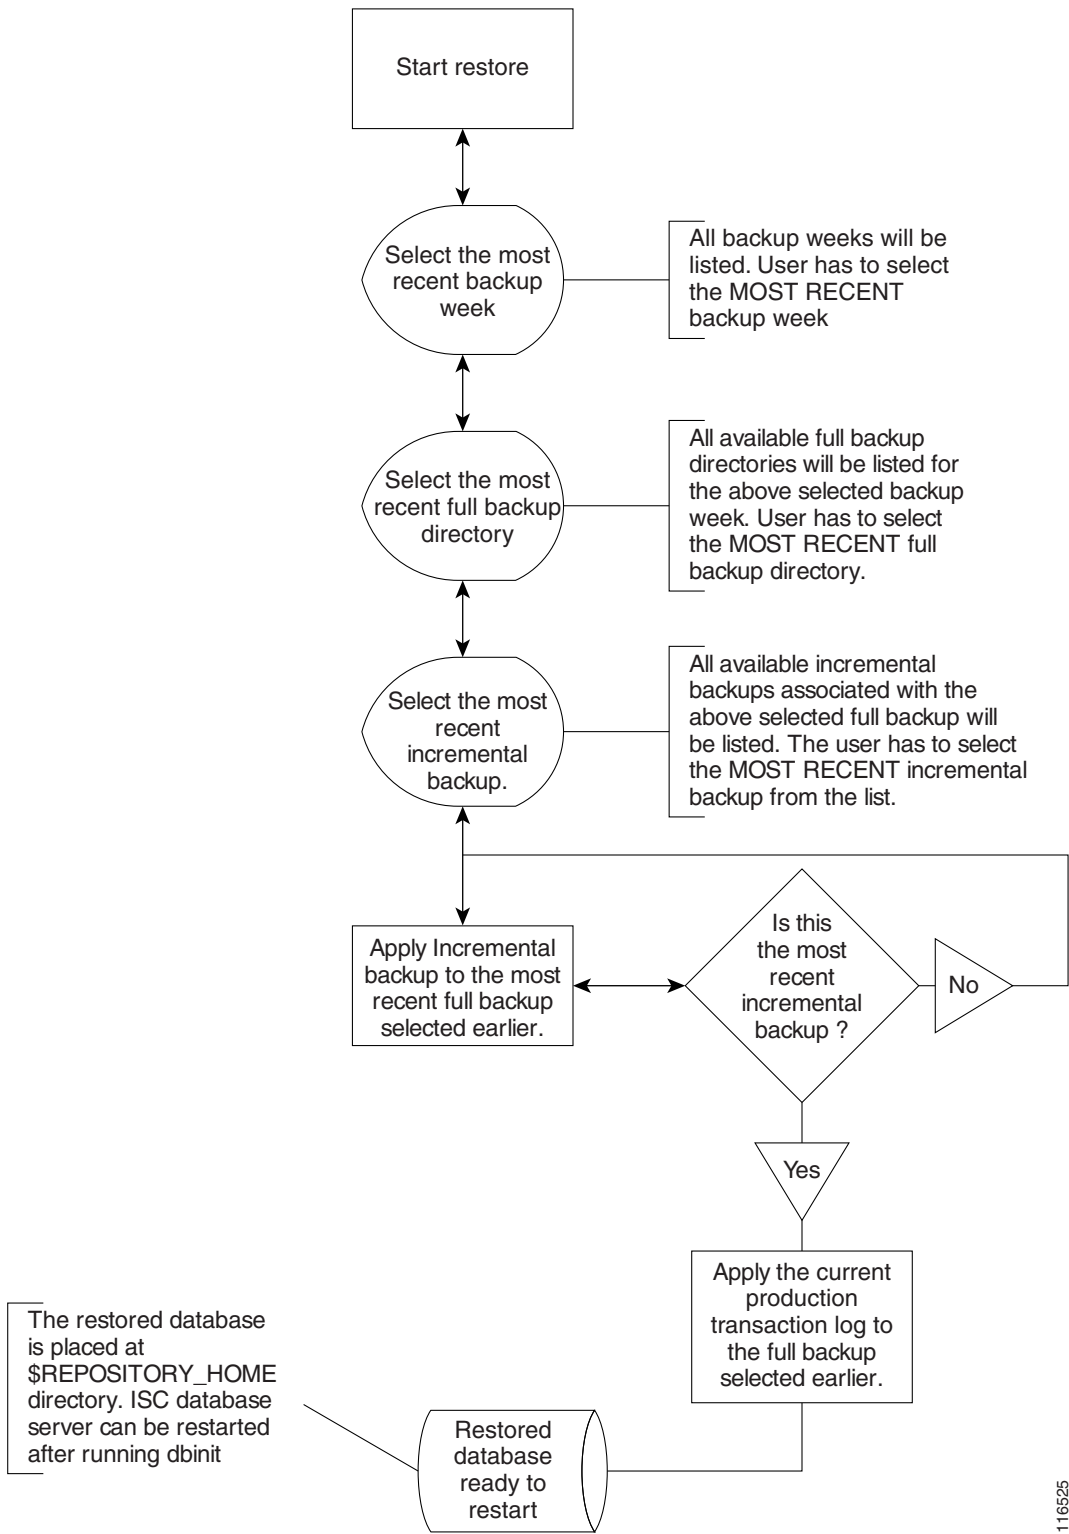 Start restore
Select the most
recent backup
week
All backup weeks will be
listed. User has to select
the MOST RECENT
backup week
Select the most
recent full backup
directory
All available full backup
directories will be listed for
the above selected backup
week. User has to select
the MOST RECENT full
backup directory.
Select the most
recent
incremental
backup.
All available incremental
backups associated with the
above selected full backup will
be listed. The user has to select
the MOST RECENT incremental
backup from the list.
Apply Incremental
backup to the most
recent full backup
selected earlier.
Is this
the most
recent
incremental
backup ?
No
Yes
Apply the current
production
transaction log to
the full backup
selected earlier.
The restored database
is placed at
$REPOSITORY_HOME
directory. ISC database
server can be restarted
after running dbinit
Restored
database
ready to
restart
116525